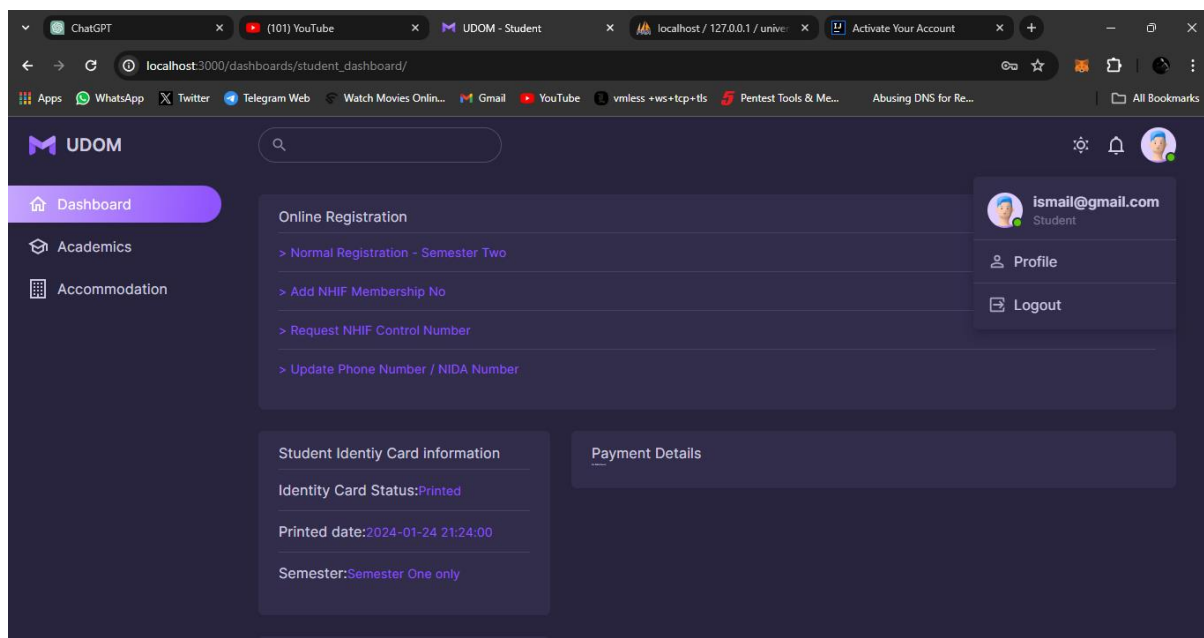 ChatGPT
(101) YouTube
UDOM - Student
localhost / 127.0.0.1 / univer
Activate Your Account
localhost:3000/dashboards/student_dashboard/
Apps WhatsApp Twitter Telegram Web Watch Movies Onlin... Gmail YouTube vmless +ws+tcp+tls Pentest Tools & Me... Abusing DNS for Re... All Bookmarks
UDOM
Dashboard
Academics
Accommodation
Online Registration
> Normal Registration - Semester Two
> Add NHIF Membership No
> Request NHIF Control Number
> Update Phone Number / NIDA Number
ismail@gmail.com
Student
Profile
Logout
Student Identiy Card information
Identity Card Status:Printed
Printed date:2024-01-24 21:24:00
Semester:Semester One only
Payment Details